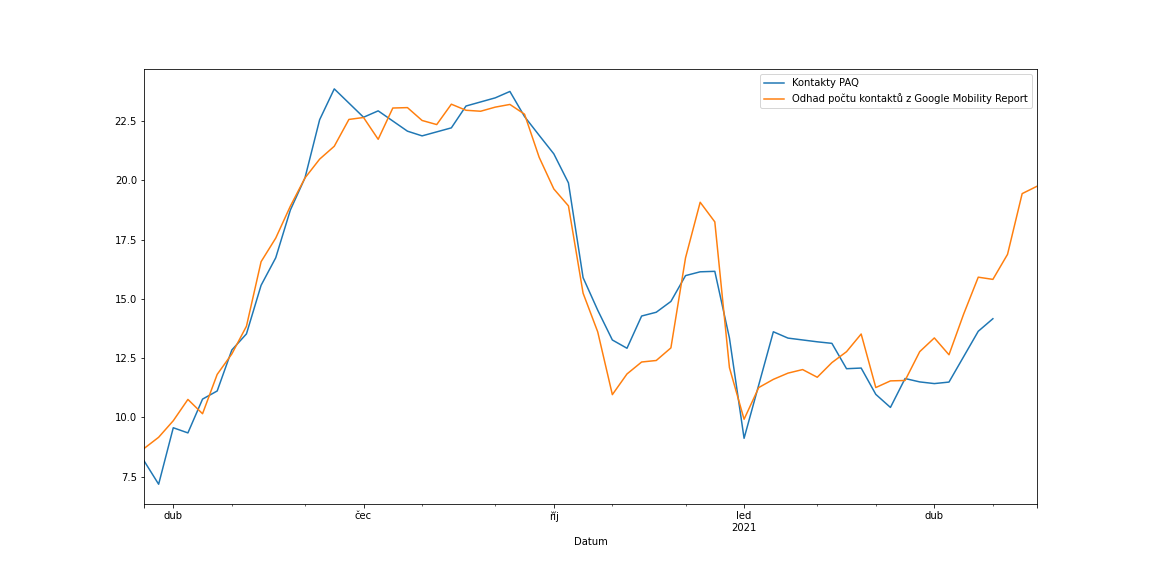 Kontakty PAQ
Odhad počtu kontaktů z Google Mobility Report
22.5
20.0
17.5
15.0
12.5
10.0
7.5
dub
čec
říj
led
2021
dub
Datum